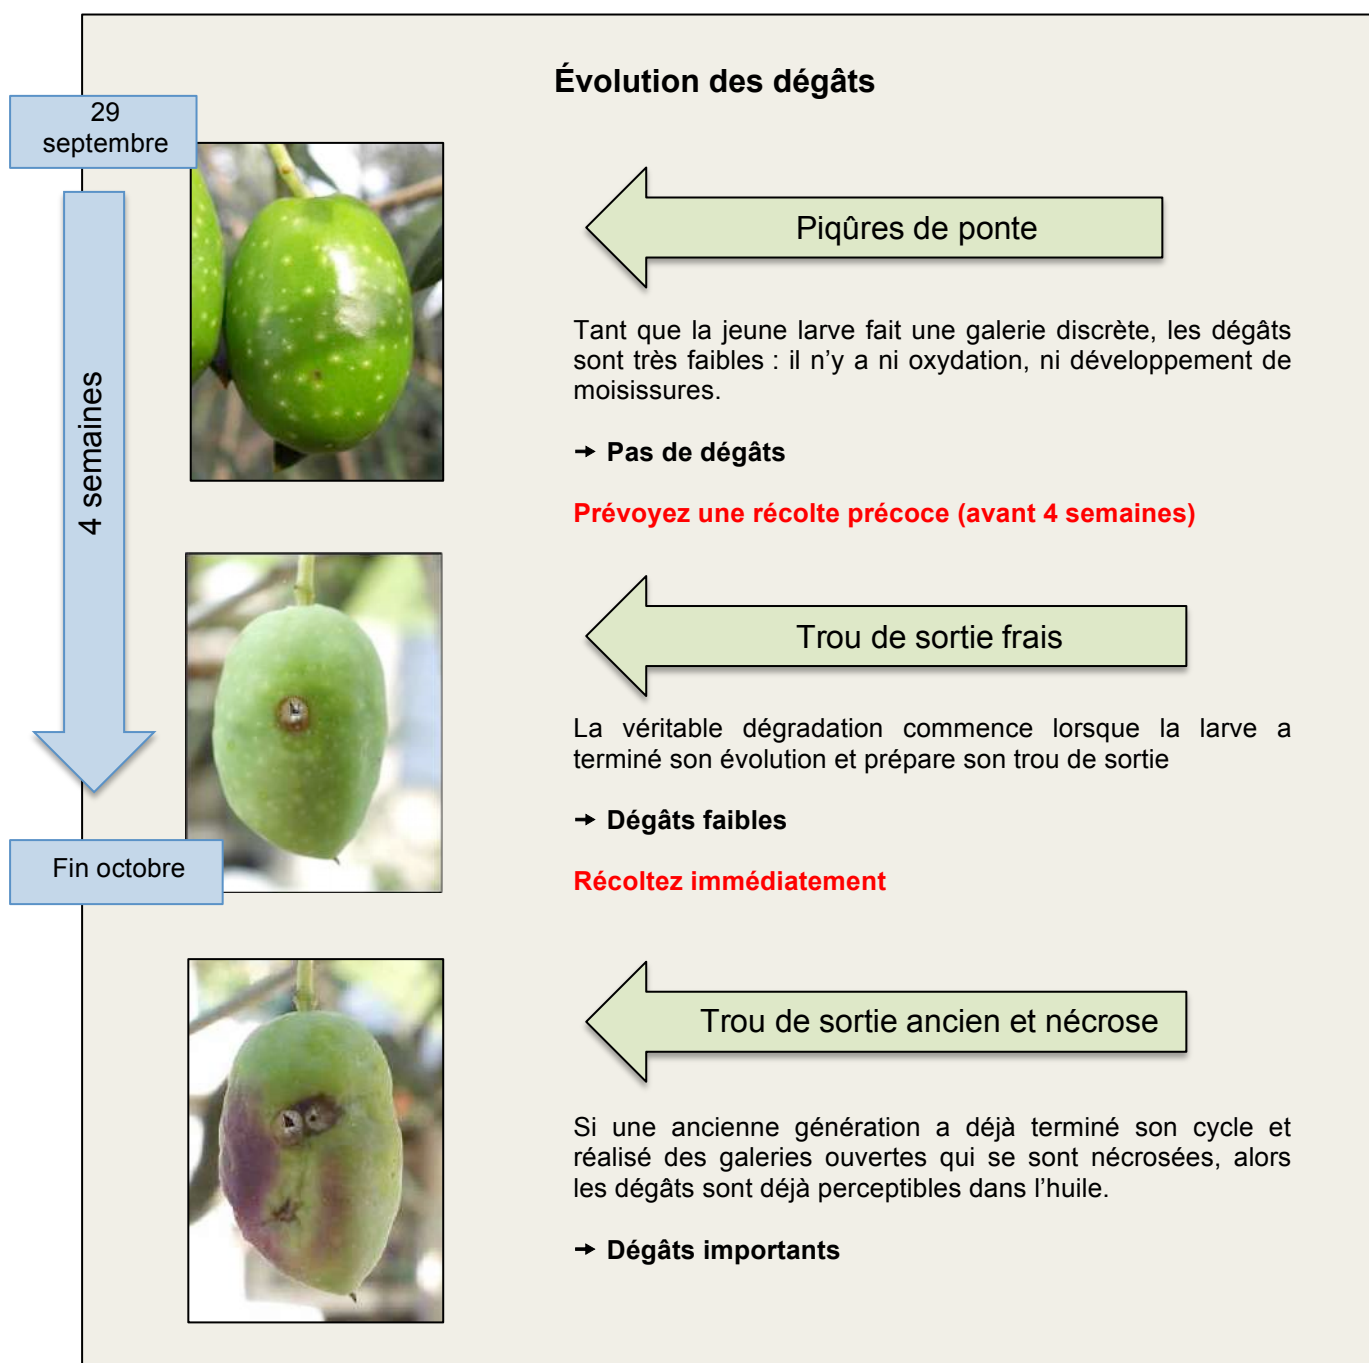 Évolution des dégâts
29
septembre
4 semaines
Fin octobre
Piqûres de ponte
Tant que la jeune larve fait une galerie discrète, les dégâts
sont très faibles : il n’y a ni oxydation, ni développement de
moisissures.
→ Pas de dégâts
Prévoyez une récolte précoce (avant 4 semaines)
Trou de sortie frais
La véritable dégradation commence lorsque la larve a
terminé son évolution et prépare son trou de sortie
→ Dégâts faibles
Récoltez immédiatement
Trou de sortie ancien et nécrose
Si une ancienne génération a déjà terminé son cycle et
réalisé des galeries ouvertes qui se sont nécrosées, alors
les dégâts sont déjà perceptibles dans l’huile.
→ Dégâts importants